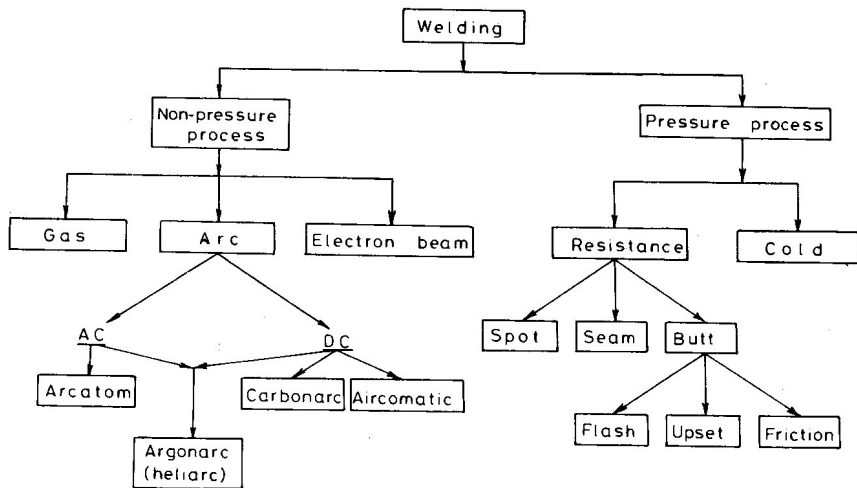 Welding
Non-pressure
process
Pressure process
Gas
Arc
Electron beam
Resistance
Cold
AC
DC
Spot
Seam
Butt
Arcatom
Carbonarc
Aircomatic
Argonarc
(heliarc)
Flash
Upset
Friction